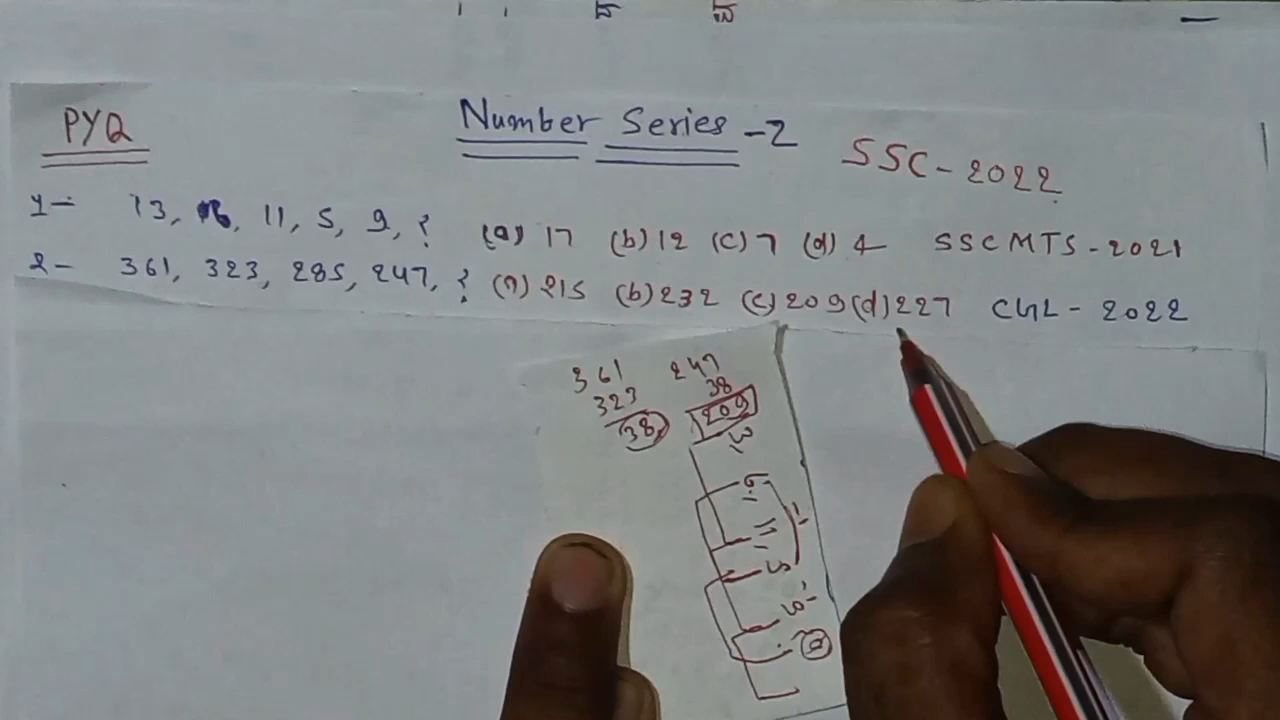 PYQ
Number Series -2
SSC - 2022
1- 13, 6, 11, 5, 9, ? (a) 17 (b) 12 (c) 7 (d) 4 SSC MTS - 2021
2- 361, 323, 285, 247, ? (a) 215 (b) 232 (c) 209 (d) 227 CGL - 2022
361 247
323 38
38 209